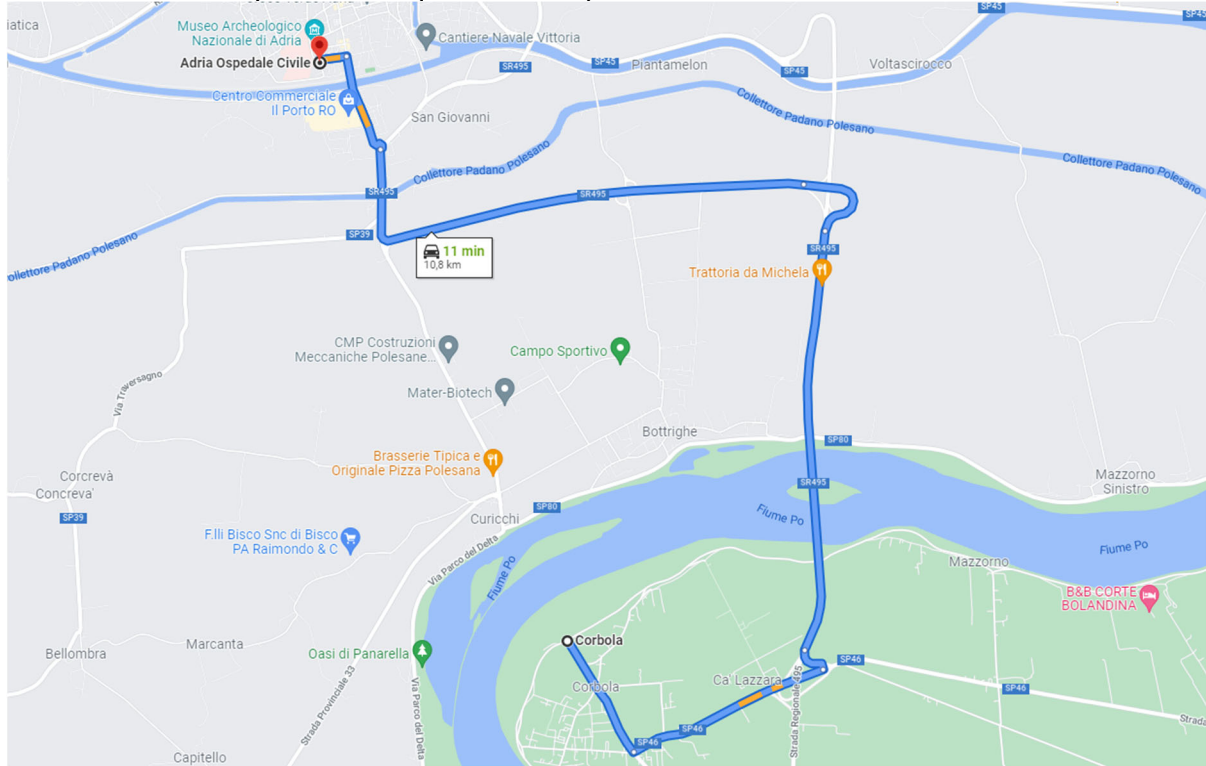 SP45
SP45
iatica
Museo Archeologico
Nazionale di Adria
Cantiere Navale Vittoria
Adria Ospedale Civile
SR495
SP45
Piantamelon
SP45
Voltascirocco
Centro Commerciale
Il Porto RO
San Giovanni
Collettore Padano Polesano
Collettore Padano Polesano
Collettore Padano Polesano
SR495
SR495
SP39
ollettore Padano Polesano
11 min
10,8 km
SR495
Trattoria da Michela
CMP Costruzioni
Meccaniche Polesane...
Campo Sportivo
Mater-Biotech
Via Traversagno
Bottrighe
SP80
Brasserie Tipica e
Originale Pizza Polesana
Corcrevà
Concreva'
Mazzorno
Sinistro
SR495
SP39
SP80
Curicchi
Fiume Po
F.lli Bisco Snc di Bisco
PA Raimondo & C
Via Parco del Delta
Fiume Po
Fiume Po
Mazzorno
B&B CORTE
BOLANDINA
Corbola
Marcanta
Bellombra
Oasi di Panarella
SP46
Corbola
Ca' Lazzara
SP46
Strada Provinciale 33
Via Parco del Delta
Strada Regionale 495
SP46
SP46
Strada
Capitello